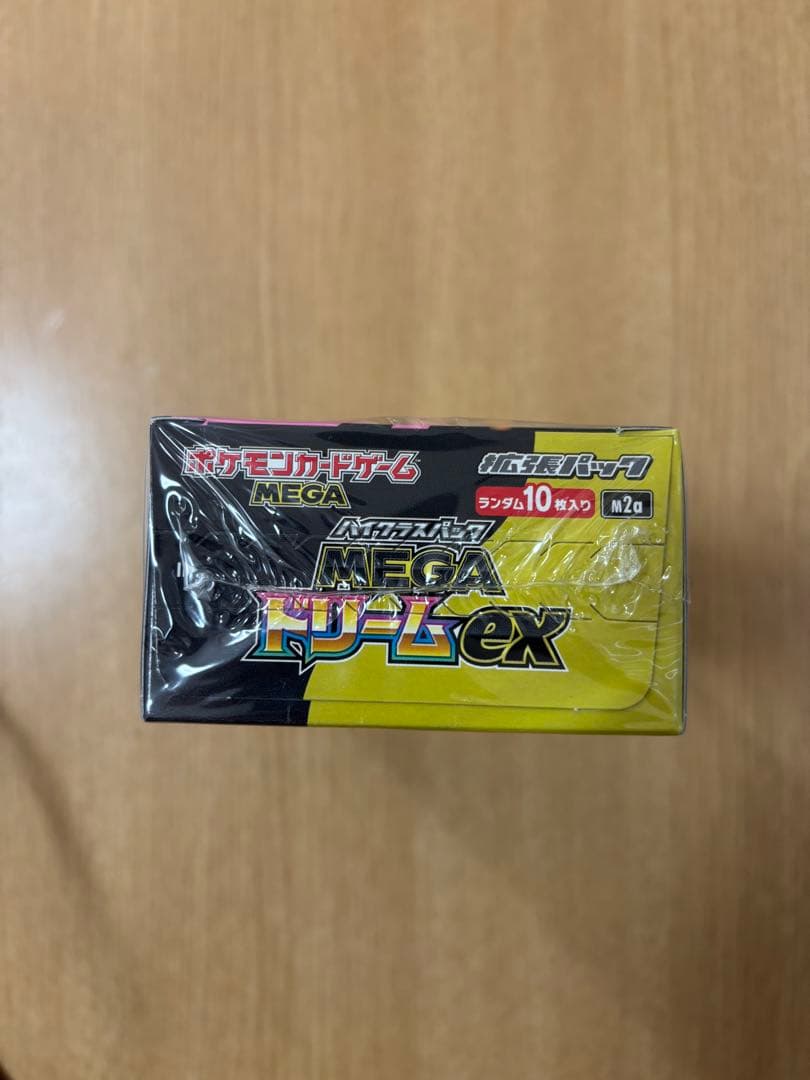 ポケモンカードゲーム
MEGA
拡張パック
ランダム10枚入り
M2a
ハイクラスパック
MEGA
ドリームex